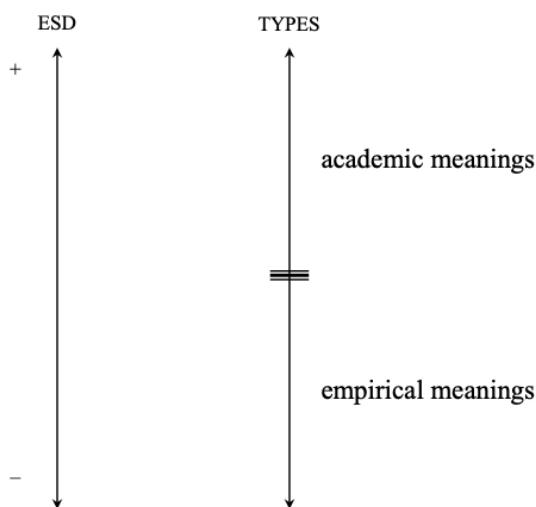 ESD TYPES
+
academic meanings
empirical meanings
–